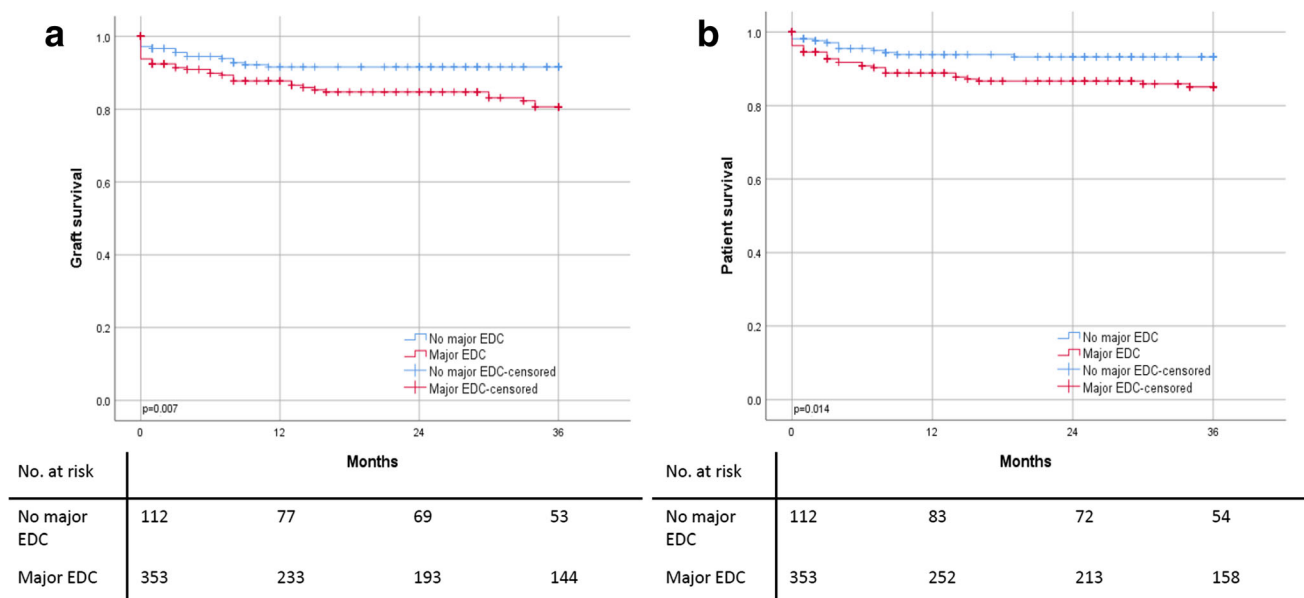 a
Graft survival
1.0
0.8
0.6
0.4
0.2
0.0
No major EDC
Major EDC
No major EDC-censored
Major EDC-censored
p=0.007
0 12 24 36
Months
No. at risk
No major EDC 112 77 69 53
Major EDC 353 233 193 144
b
Patient survival
1.0
0.8
0.6
0.4
0.2
0.0
No major EDC
Major EDC
No major EDC-censored
Major EDC-censored
p=0.014
0 12 24 36
Months
No. at risk
No major EDC 112 83 72 54
Major EDC 353 252 213 158